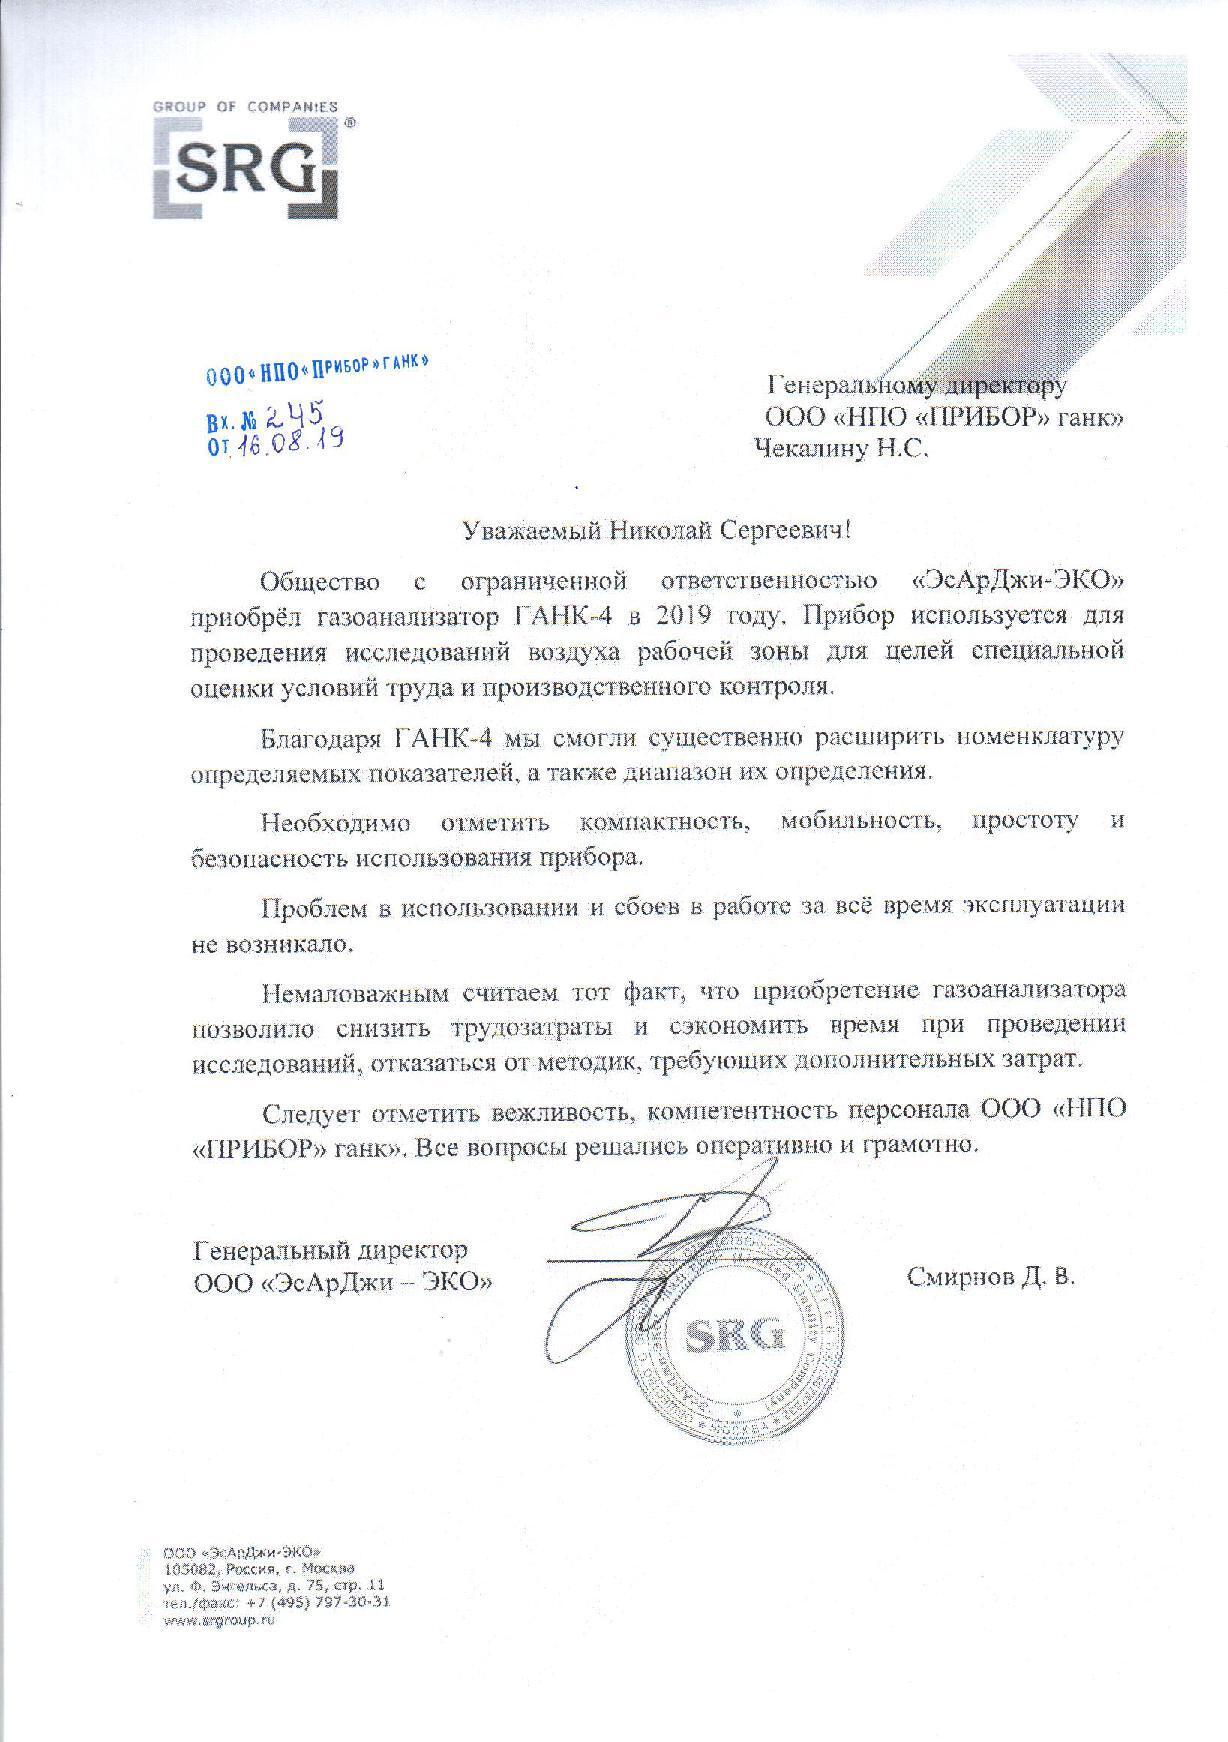 GROUP OF COMPANIES
SRG®
ООО «НПО «ПРИБОР» ГАНК»
Вх. № 245
От 16.08.19
Генеральному директору
ООО «НПО «ПРИБОР» ганк»
Чекалину Н.С.
Уважаемый Николай Сергеевич!
Общество с ограниченной ответственностью «ЭсАрДжи-ЭКО»
приобрёл газоанализатор ГАНК-4 в 2019 году. Прибор используется для
проведения исследований воздуха рабочей зоны для целей специальной
оценки условий труда и производственного контроля.
Благодаря ГАНК-4 мы смогли существенно расширить номенклатуру
определяемых показателей, а также диапазон их определения.
Необходимо отметить компактность, мобильность, простоту и
безопасность использования прибора.
Проблем в использовании и сбоев в работе за всё время эксплуатации
не возникало.
Немаловажным считаем тот факт, что приобретение газоанализатора
позволило снизить трудозатраты и сэкономить время при проведении
исследований, отказаться от методик, требующих дополнительных затрат.
Следует отметить вежливость, компетентность персонала ООО «НПО
«ПРИБОР» ганк». Все вопросы решались оперативно и грамотно.
Генеральный директор
ООО «ЭсАрДжи – ЭКО»
Смирнов Д. В.
SRG
МОСКВА
ООО «ЭсАрДжи-ЭКО»
105082, Россия, г. Москва
ул. Ф. Энгельса, д. 75, стр. 11
тел./факс: +7 (495) 797-30-31
www.srgroup.ru